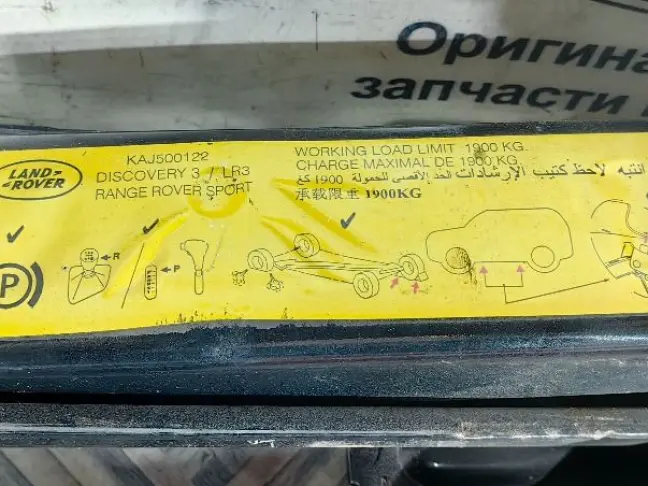 Оригина
запчасти
LAND
ROVER
KAJ500122
DISCOVERY 3 / LR3
RANGE ROVER SPORT
WORKING LOAD LIMIT 1900 KG.
CHARGE MAXIMAL DE 1900 KG.
انتبه لاحظ كتيب الإرشادات الحد الأقصى للحمولة 1900 كغ
承载限重 1900KG
P
R
P